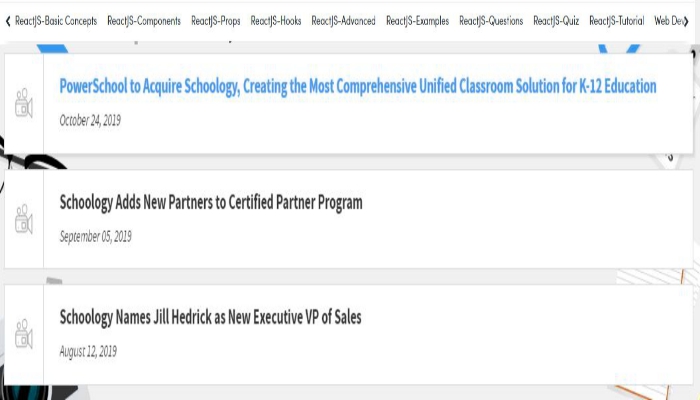 ReactJS-Basic Concepts ReactJS-Components ReactJS-Props ReactJS-Hooks ReactJS-Advanced ReactJS-Examples ReactJS-Questions ReactJS-Quiz ReactJS-Tutorial Web
PowerSchool to Acquire Schoology, Creating the Most Comprehensive Unified Classroom Solution for K-12 Education
October 24, 2019
Schoology Adds New Partners to Certified Partner Program
September 05, 2019
Schoology Names Jill Hedrick as New Executive VP of Sales
August 12, 2019